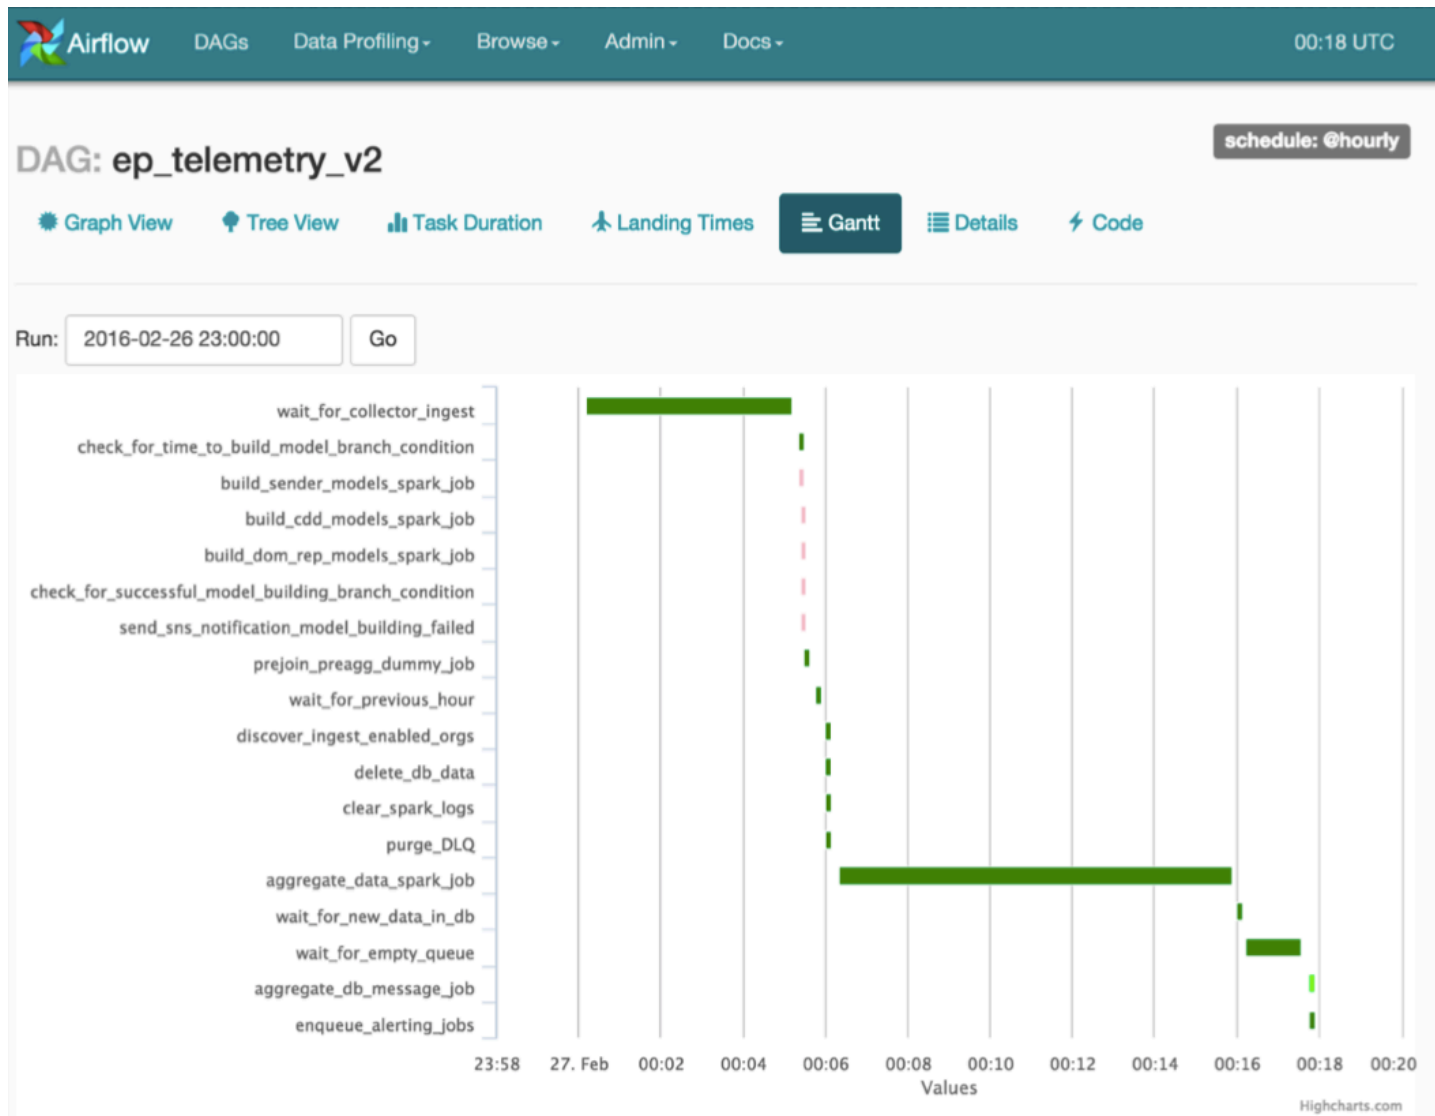 Airflow DAGs Data Profiling Browse Admin Docs 00:18 UTC
schedule: @hourly
DAG: ep_telemetry_v2
Graph View Tree View Task Duration Landing Times Gantt Details Code
Run: 2016-02-26 23:00:00 Go
wait_for_collector_ingest
check_for_time_to_build_model_branch_condition
build_sender_models_spark_job
build_cdd_models_spark_job
build_dom_rep_models_spark_job
check_for_successful_model_building_branch_condition
send_sns_notification_model_building_failed
prejoin_preagg_dummy_job
wait_for_previous_hour
discover_ingest_enabled_orgs
delete_db_data
clear_spark_logs
purge_DLQ
aggregate_data_spark_job
wait_for_new_data_in_db
wait_for_empty_queue
aggregate_db_message_job
enqueue_alerting_jobs
23:58 27. Feb 00:02 00:04 00:06 00:08 00:10 00:12 00:14 00:16 00:18 00:20
Values
Highcharts.com